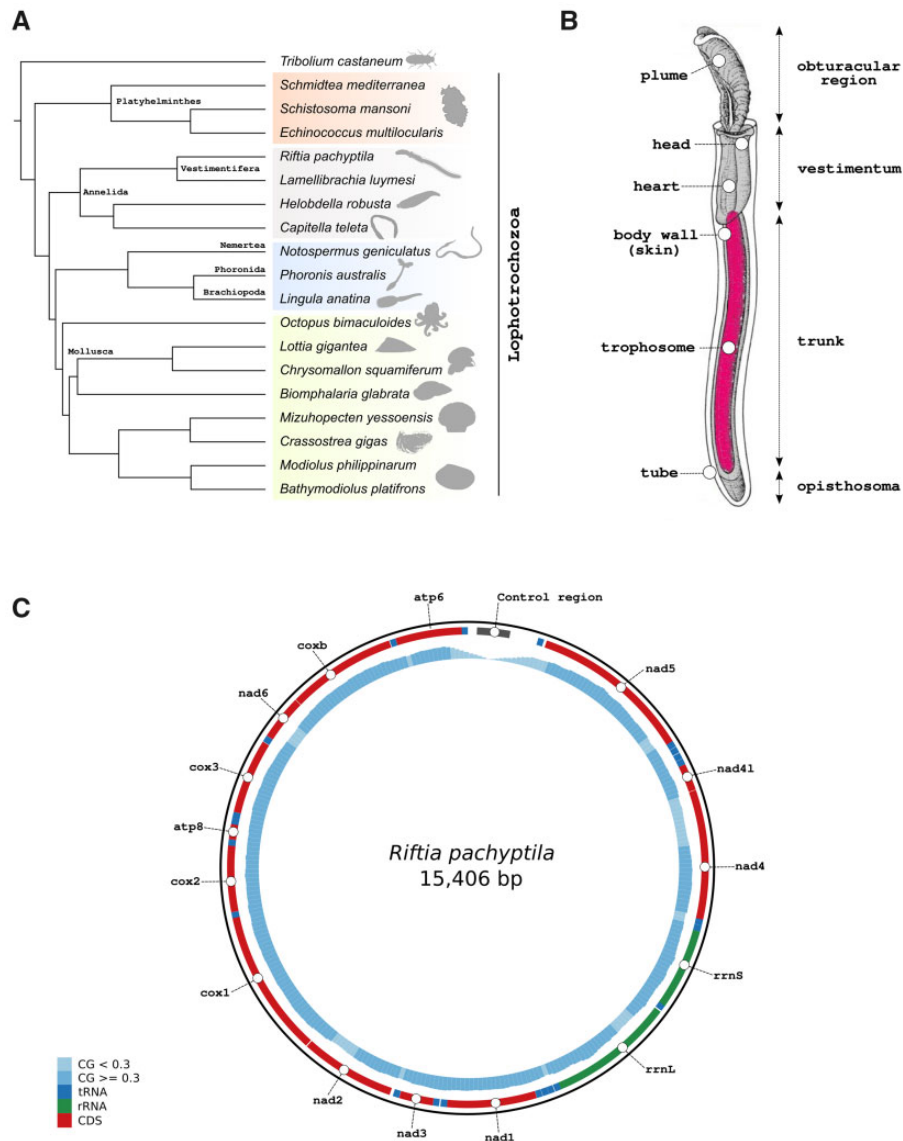 A
Tribolium castaneum
Schmidtea mediterranea
Platyhelminthes
Schistosoma mansoni
Echinococcus multilocularis
Riftia pachyptila
Vestimentifera
Lamellibrachia luymesi
Annelida
Helobdella robusta
Capitella teleta
Nemertea
Notospermus geniculatus
Phoronida
Phoronis australis
Brachiopoda
Lingula anatina
Octopus bimaculoides
Mollusca
Lottia gigantea
Chrysomallon squamiferum
Biomphalaria glabrata
Mizuhopecten yessoensis
Crassostrea gigas
Modiolus philippinarum
Bathymodiolus platifrons
Lophotrochozoa
B
plume
obturacular
region
head
vestimentum
heart
body wall
(skin)
trophosome
trunk
tube
opisthosoma
C
atp6
Control region
coxb
nad5
nad6
cox3
nad4l
atp8
Riftia pachyptila
15,406 bp
nad4
cox2
rrnS
cox1
rrnL
nad2
nad3
nad1
CG < 0.3
CG >= 0.3
tRNA
rRNA
CDS